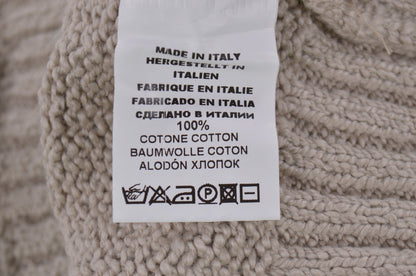 MADE IN ITALY
HERGESTELLT IN
ITALIEN
FABRIQUE EN ITALIE
FABRICADO EN ITALIA
СДЕЛАНО В ИТАЛИИ
100%
COTONE COTTON
BAUMWOLLE COTON
ALODÓN ХЛОПОК